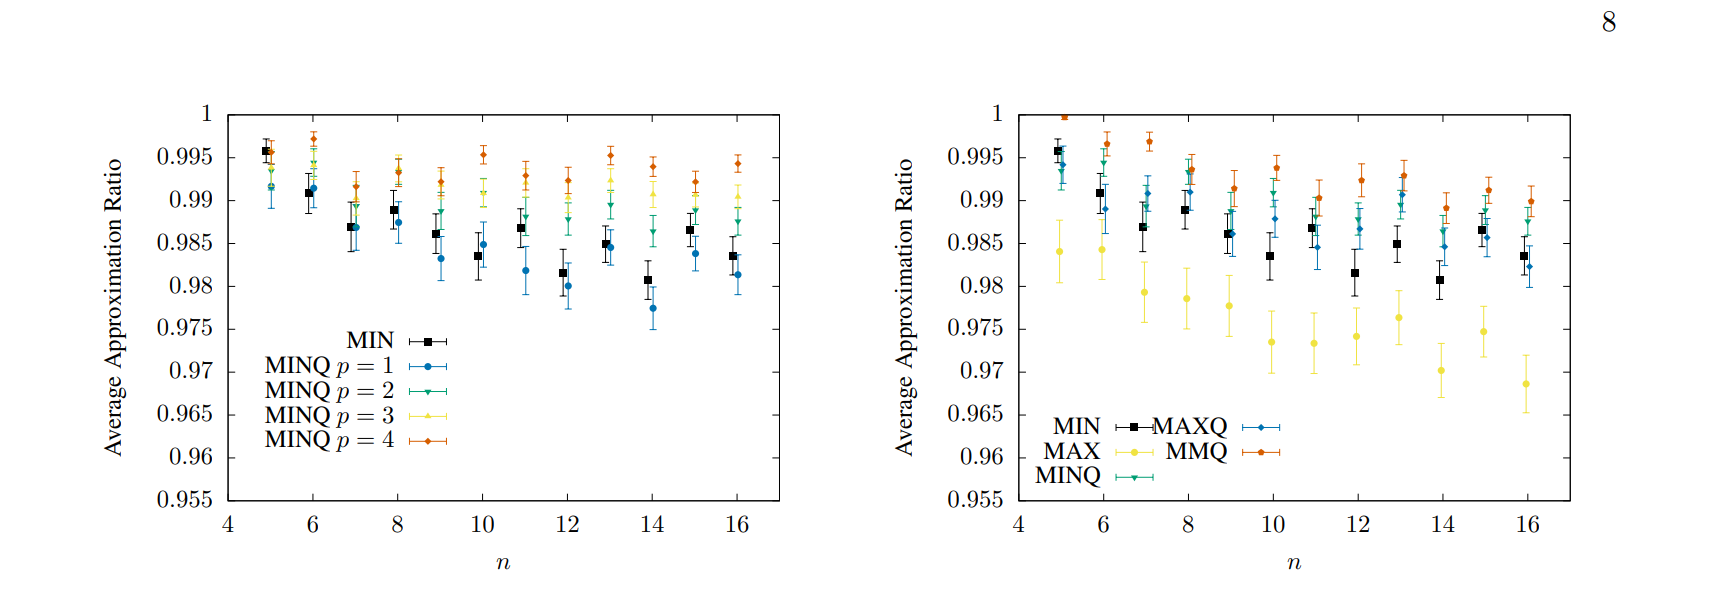 8
Average Approximation Ratio
1
0.995
0.99
0.985
0.98
0.975
0.97
0.965
0.96
0.955
4 6 8 10 12 14 16
n
MIN
MINQ p = 1
MINQ p = 2
MINQ p = 3
MINQ p = 4
Average Approximation Ratio
1
0.995
0.99
0.985
0.98
0.975
0.97
0.965
0.96
0.955
4 6 8 10 12 14 16
n
MIN
MAX
MINQ
MAXQ
MMQ